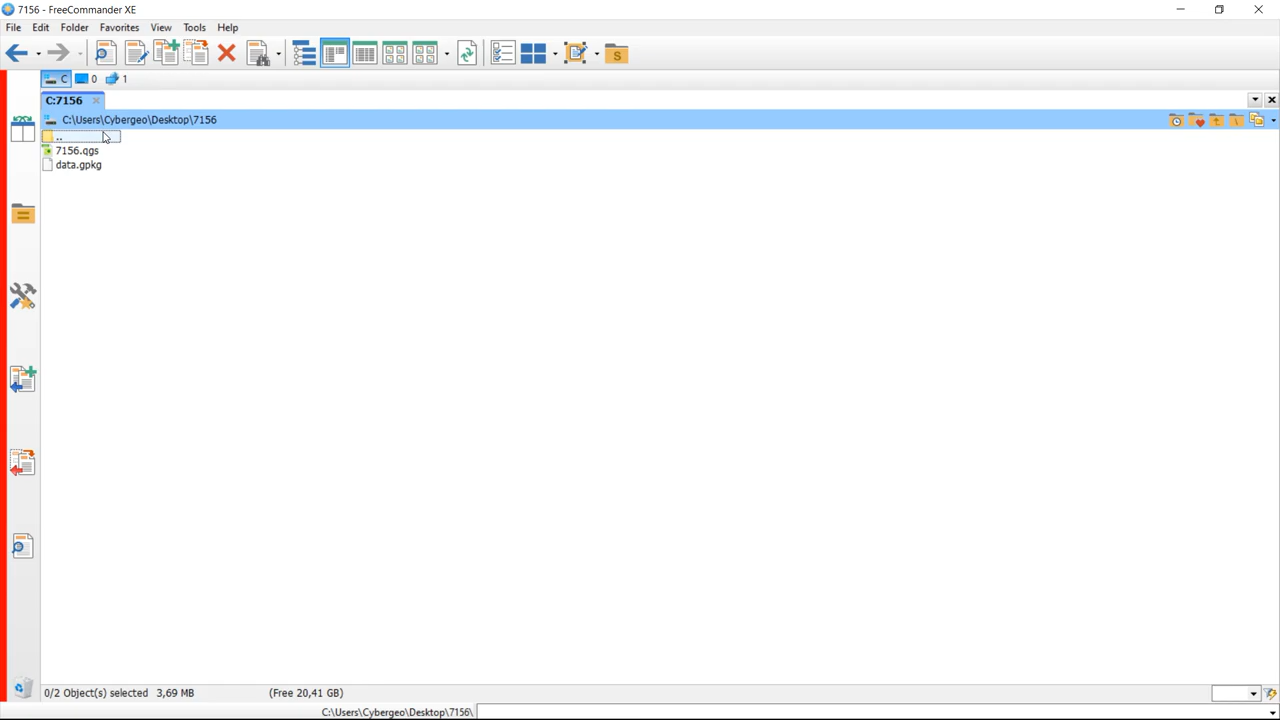 7156 - FreeCommander XE
File Edit Folder Favorites View Tools Help
S
C 0 1
C:7156
C:\Users\Cybergeo\Desktop\7156
..
7156.qgs
data.gpkg
0/2 Object(s) selected 3,69 MB (Free 20,41 GB)
C:\Users\Cybergeo\Desktop\7156\